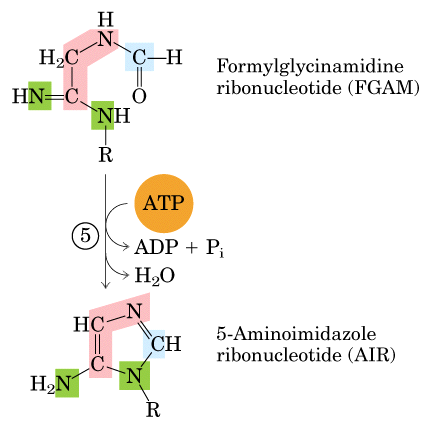 H
N
H₂C
C—H
HN=C
NH
O
R
Formylglycinamidine
ribonucleotide (FGAM)
ATP
5
ADP + Pᵢ
H₂O
HC
N
CH
C
H₂N
N
R
5-Aminoimidazole
ribonucleotide (AIR)